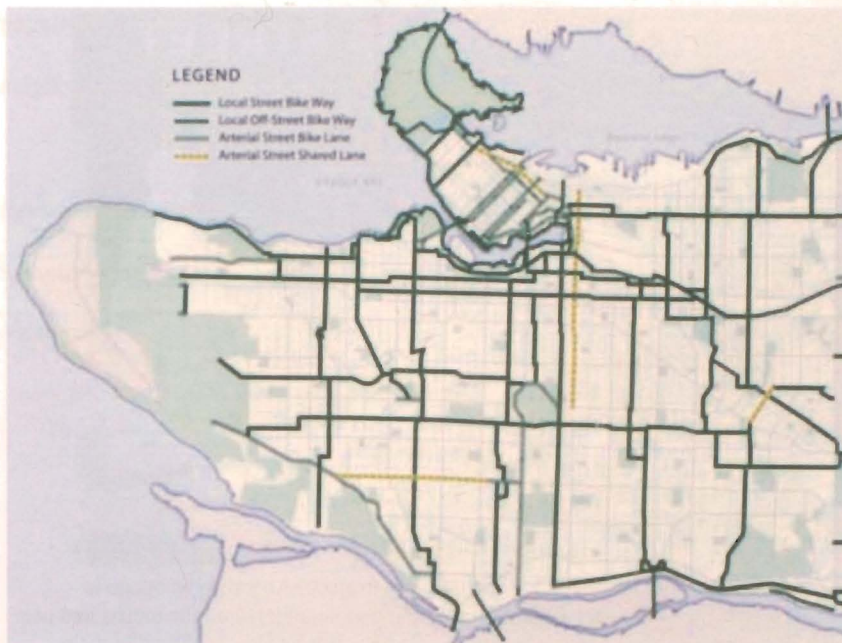 LEGEND
Local Street Bike Way
Local Off-Street Bike Way
Arterial Street Bike Lane
Arterial Street Shared Lane